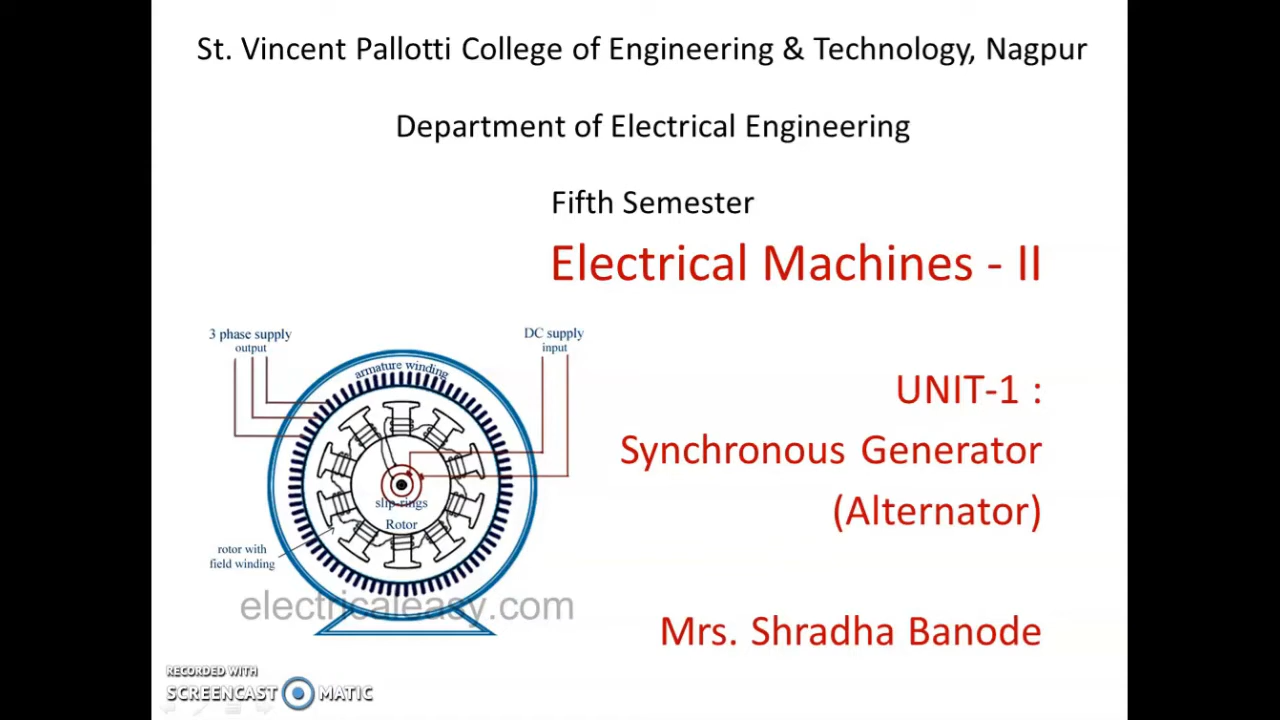 St. Vincent Pallotti College of Engineering & Technology, Nagpur
Department of Electrical Engineering
Fifth Semester
Electrical Machines - II
3 phase supply
output
DC supply
input
armature winding
slip-rings
Rotor
rotor with
field winding
electricaleasy.com
UNIT-1 :
Synchronous Generator
(Alternator)
Mrs. Shradha Banode
RECORDED WITH
SCREENCAST MATIC